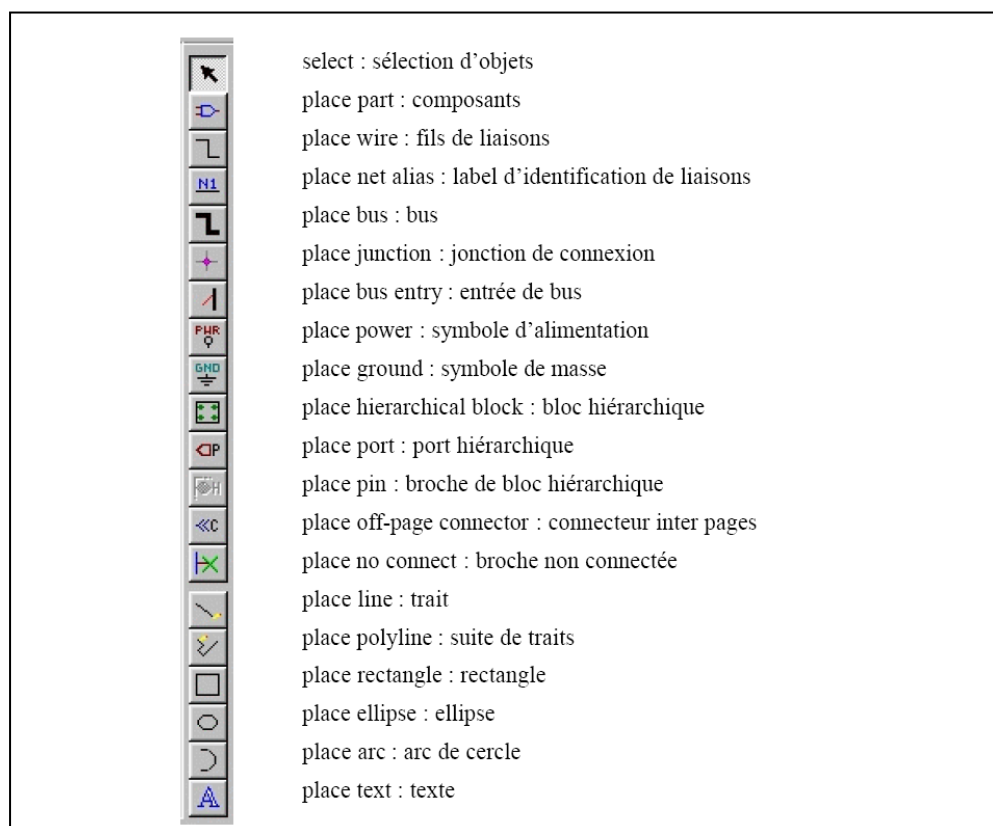 select : sélection d’objets
place part : composants
place wire : fils de liaisons
N1 place net alias : label d’identification de liaisons
place bus : bus
place junction : jonction de connexion
place bus entry : entrée de bus
PWR place power : symbole d’alimentation
GND place ground : symbole de masse
place hierarchical block : bloc hiérarchique
P place port : port hiérarchique
H place pin : broche de bloc hiérarchique
C place off-page connector : connecteur inter pages
place no connect : broche non connectée
place line : trait
place polyline : suite de traits
place rectangle : rectangle
place ellipse : ellipse
place arc : arc de cercle
A place text : texte